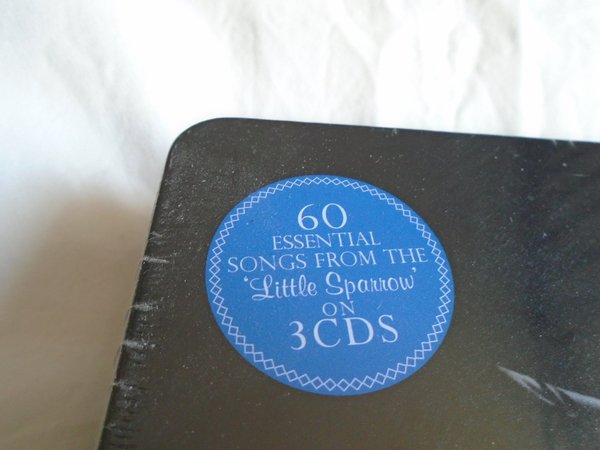 60
ESSENTIAL
SONGS FROM THE
'Little Sparrow'
ON
3CDS